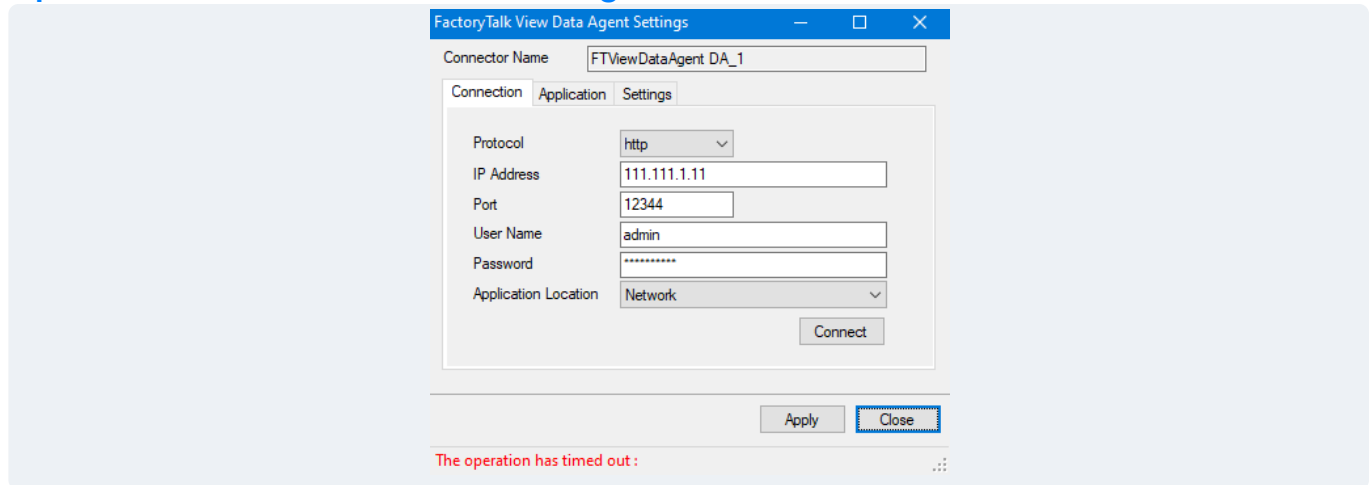 FactoryTalk View Data Agent Settings
Connector Name FTViewDataAgent DA_1
Connection Application Settings
Protocol http
IP Address 111.111.1.11
Port 12344
User Name admin
Password **********
Application Location Network
Connect
Apply Close
The operation has timed out :